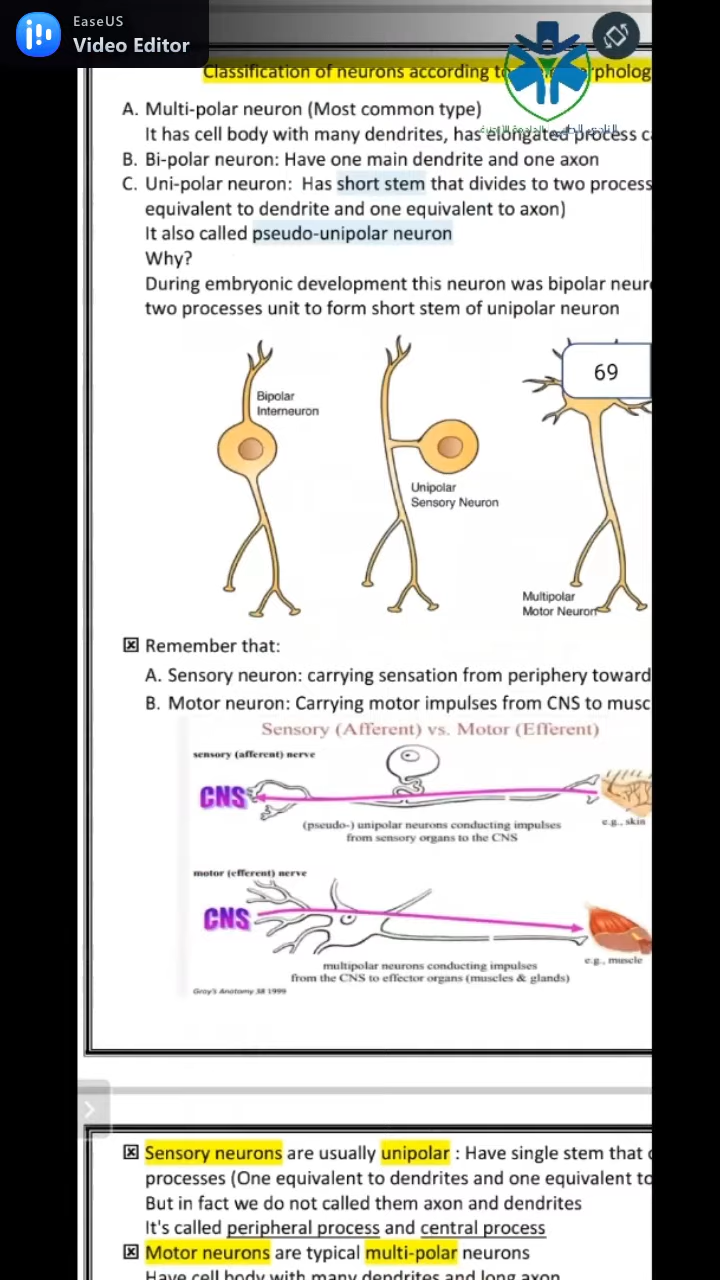 EaseUS
Video Editor
Classification of neurons according to
A. Multi-polar neuron (Most common type)
It has cell body with many dendrites, has elongated process
B. Bi-polar neuron: Have one main dendrite and one axon
C. Uni-polar neuron: Has short stem that divides to two process
equivalent to dendrite and one equivalent to axon)
It also called pseudo-unipolar neuron
Why?
During embryonic development this neuron was bipolar neur
two processes unit to form short stem of unipolar neuron
69
Bipolar
Interneuron
Unipolar
Sensory Neuron
Multipolar
Motor Neuron
☒ Remember that:
A. Sensory neuron: carrying sensation from periphery toward
B. Motor neuron: Carrying motor impulses from CNS to musc
Sensory (Afferent) vs. Motor (Efferent)
sensory (afferent) nerve
CNS
(pseudo-) unipolar neurons conducting impulses
from sensory organs to the CNS
e.g., skin
motor (efferent) nerve
CNS
multipolar neurons conducting impulses
from the CNS to effector organs (muscles & glands)
e.g., muscle
Gray's Anatomy 38 1999
☒ Sensory neurons are usually unipolar : Have single stem that
processes (One equivalent to dendrites and one equivalent to
But in fact we do not called them axon and dendrites
It's called peripheral process and central process
☒ Motor neurons are typical multi-polar neurons
Have cell body with many dendrites and long axon